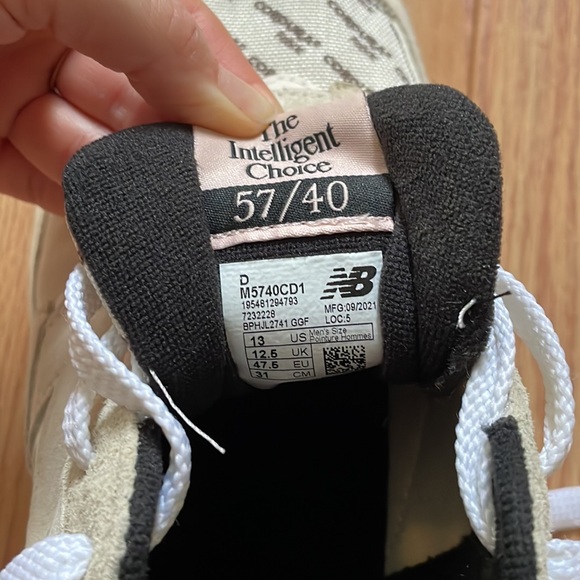 The
Intelligent
Choice
57/40
D
M5740CD1
195481294793
7232228
BPHJL2741 GGF
NB
MFG:09/2021
LOC:5
13 US Men's Size
12.5 UK Pointure Hommes
47.5 EU
31 CM